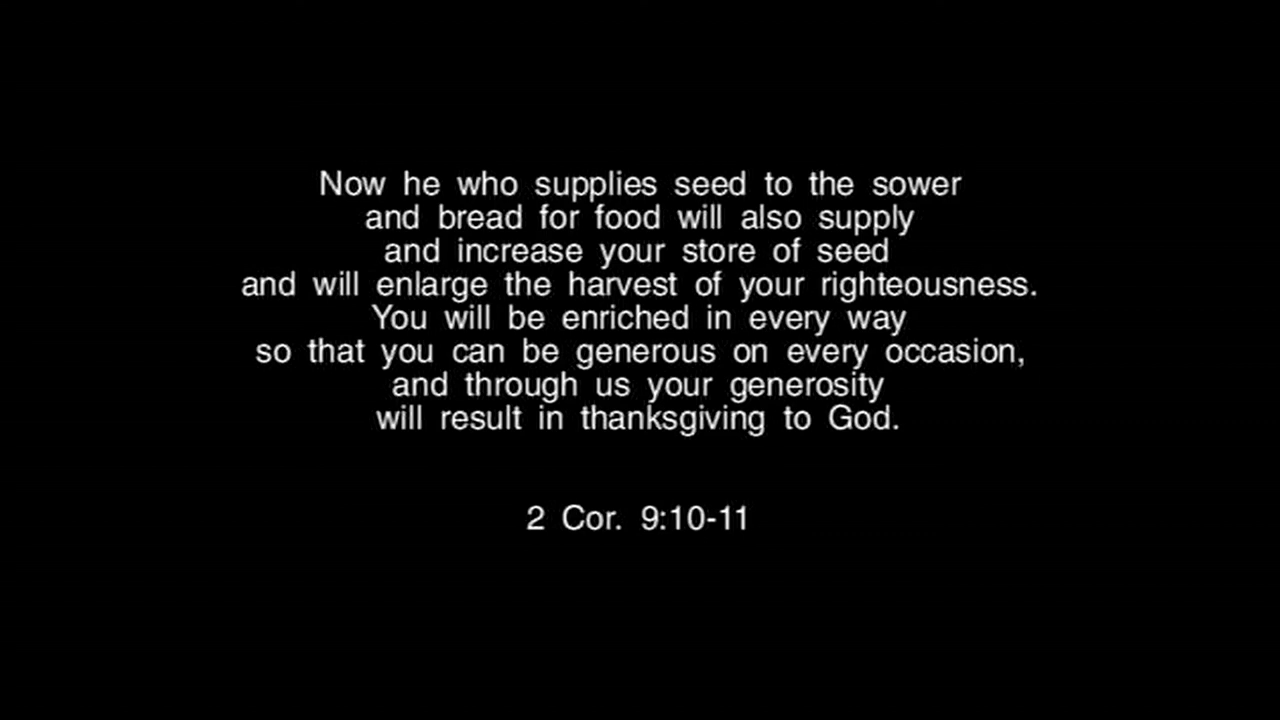 Now he who supplies seed to the sower
and bread for food will also supply
and increase your store of seed
and will enlarge the harvest of your righteousness.
You will be enriched in every way
so that you can be generous on every occasion,
and through us your generosity
will result in thanksgiving to God.
2 Cor. 9:10-11